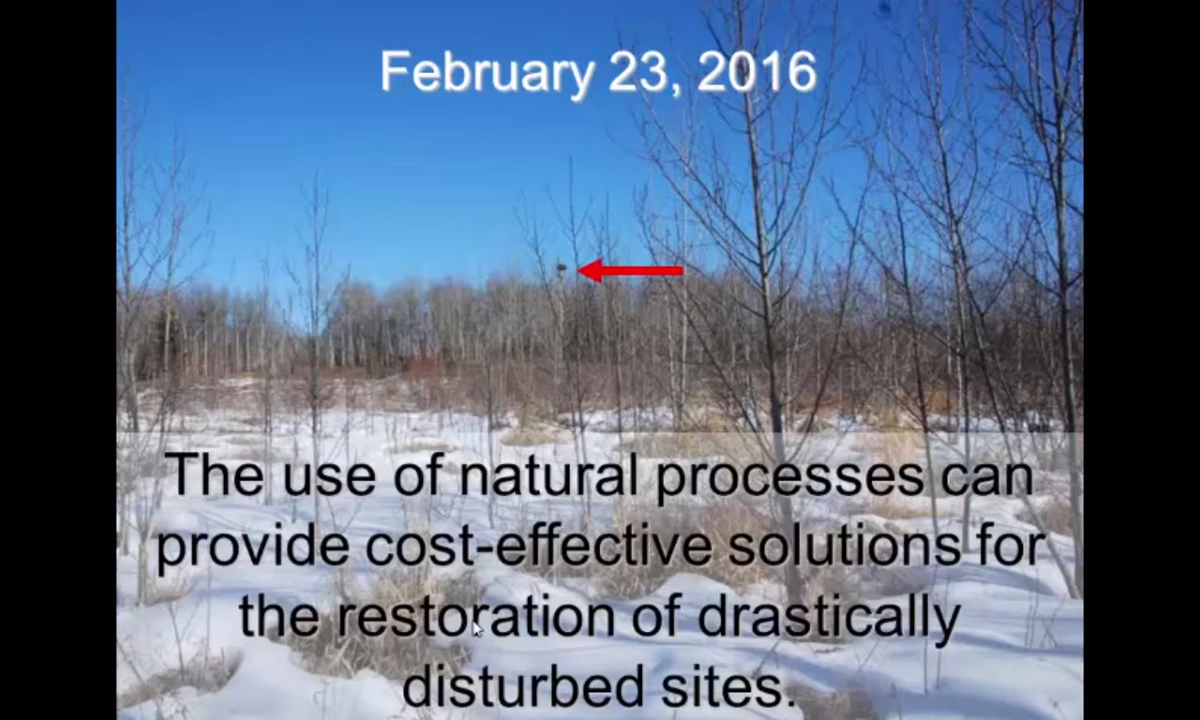 February 23, 2016
The use of natural processes can
provide cost-effective solutions for
the restoration of drastically
disturbed sites.